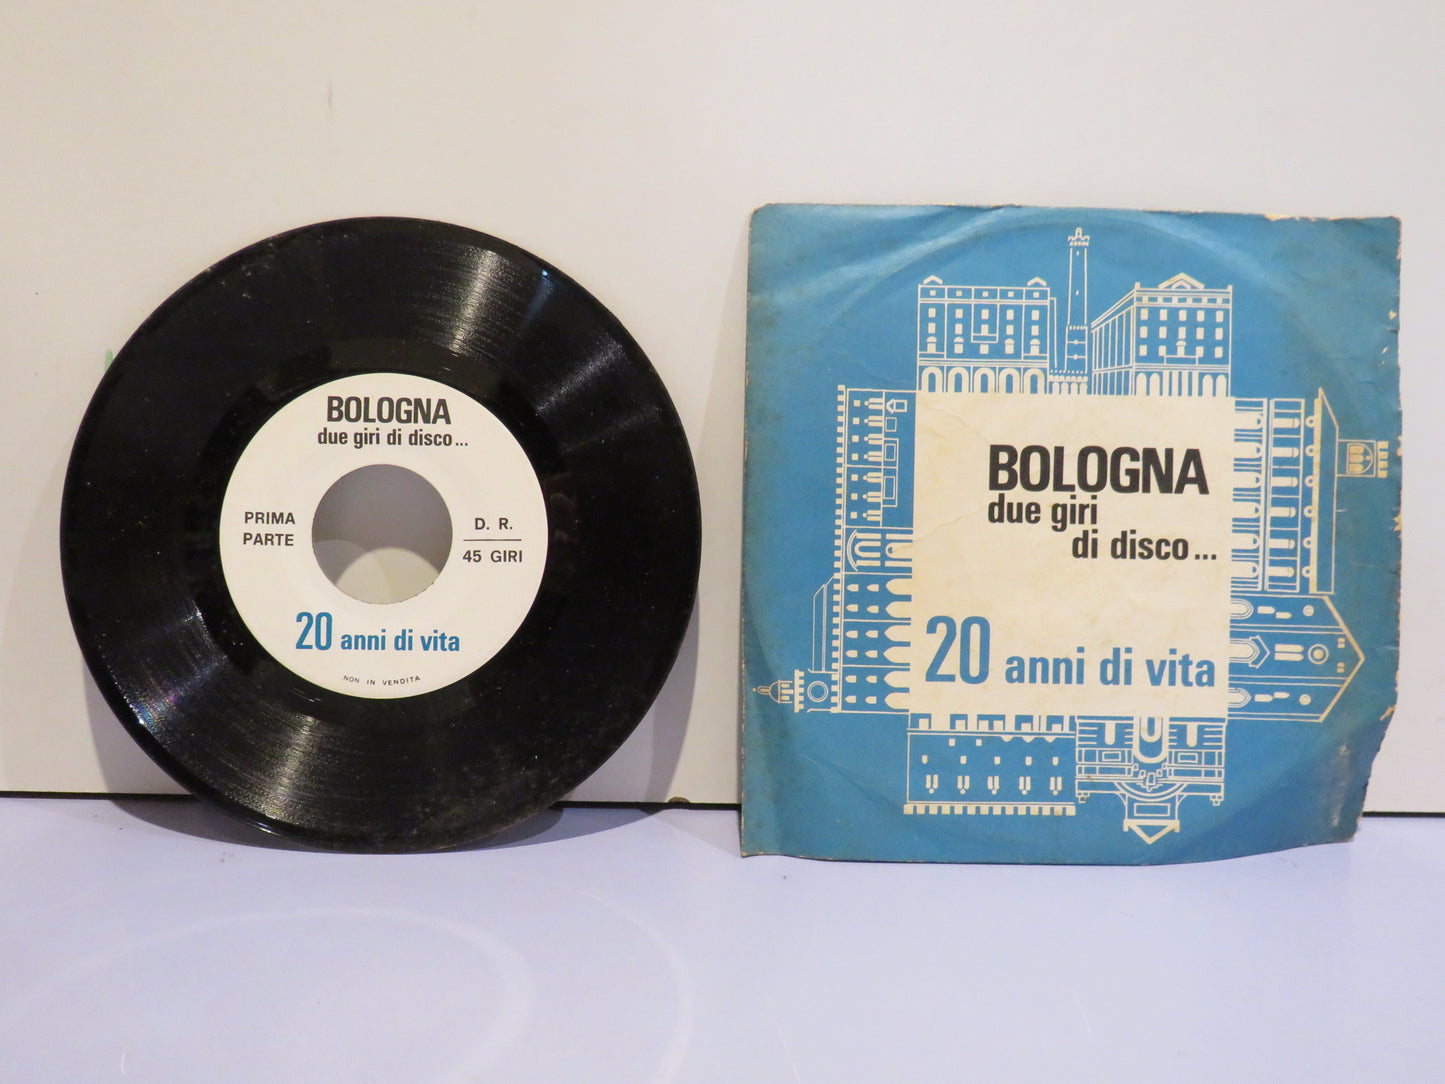 BOLOGNA
due giri di disco...
PRIMA
PARTE
D. R.
45 GIRI
20 anni di vita
NON IN VENDITA
BOLOGNA
due giri
di disco...
20 anni di vita